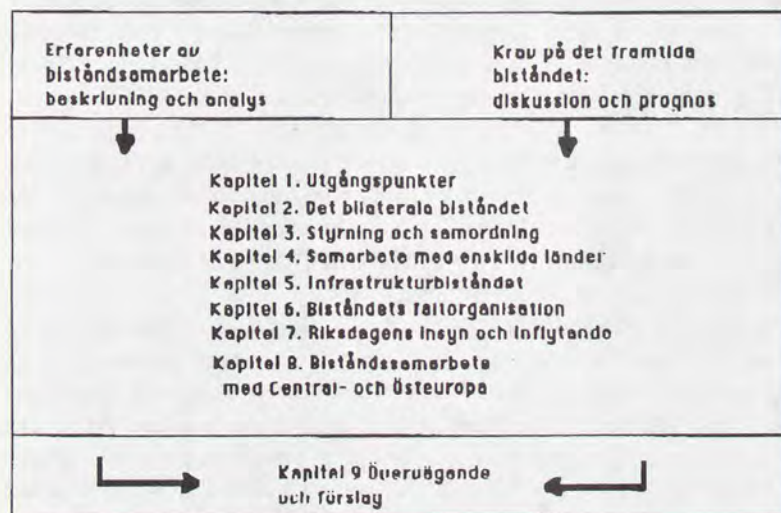 Erfarenheter av
biståndsamarbete:
beskrivning och analys
Krav på det framtida
biståndet:
diskussion och prognos
Kapitel 1. Utgångspunkter
Kapitel 2. Det bilaterala biståndet
Kapitel 3. Styrning och samordning
Kapitel 4. Samarbete med enskilda länder
Kapitel 5. Infrastrukturbiståndet
Kapitel 6. Biståndets fältorganisation
Kapitel 7. Riksdagens insyn och inflytande
Kapitel 8. Biståndssamarbete
med Central- och Östeuropa
Kapitel 9 Övervägande
och förslag